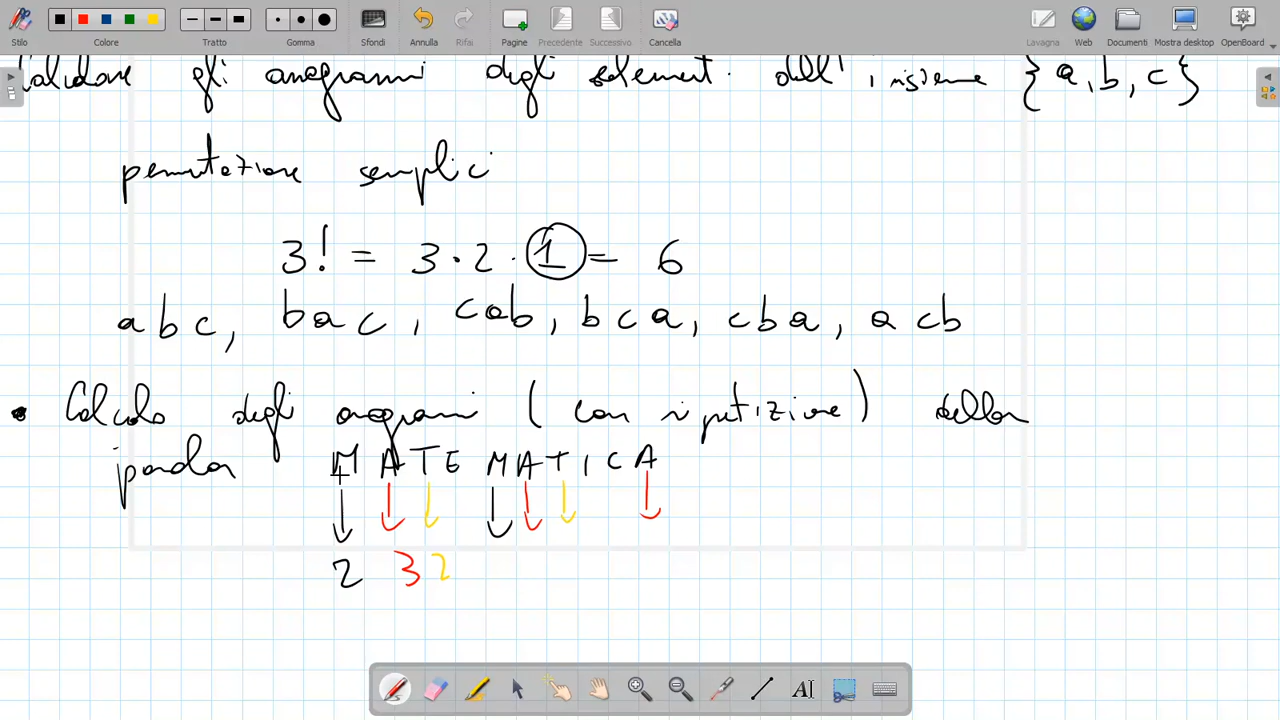 Stilo Colore Tratto Gomma Sfondi Annulla Rifai Pagine Precedente Successivo Cancella Lavagna Web Documenti Mostra desktop OpenBoard
Calcolare gli anagrammi degli elementi dell'insieme {a, b, c}
permutazione semplici
3! = 3 · 2 · 1 = 6
abc, bac, cab, bca, cba, acb
• Calcolo degli anagrammi (con ripetizione) della
parola MATEMATICA
2 3 2